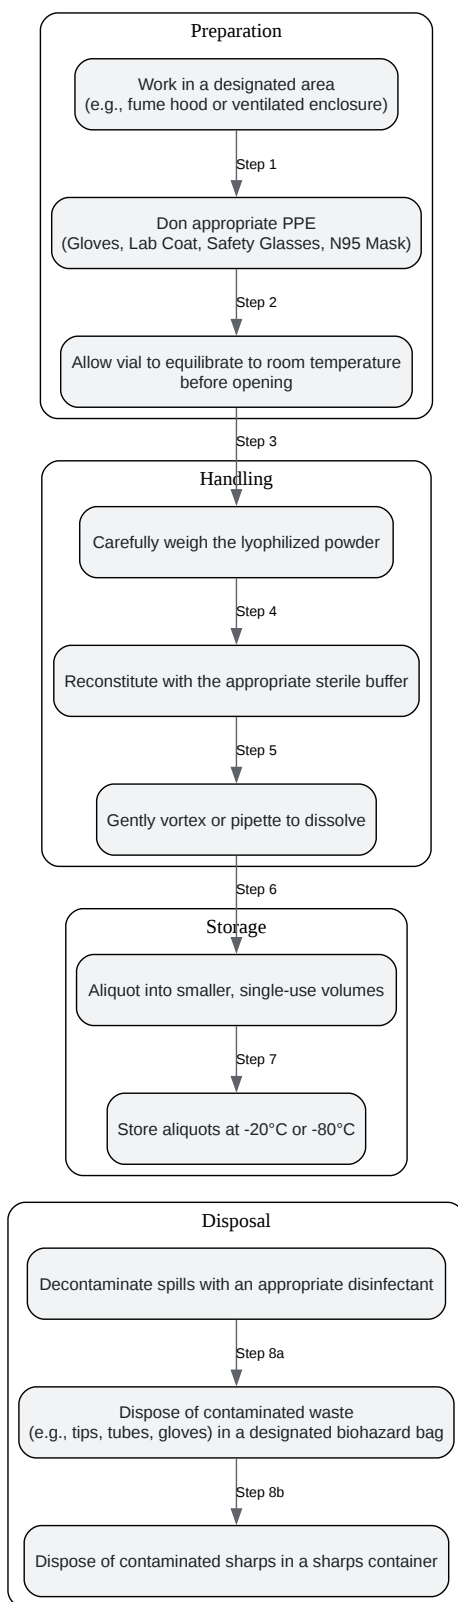 Preparation
Work in a designated area
(e.g., fume hood or ventilated enclosure)
Step 1
Don appropriate PPE
(Gloves, Lab Coat, Safety Glasses, N95 Mask)
Step 2
Allow vial to equilibrate to room temperature
before opening
Step 3
Handling
Carefully weigh the lyophilized powder
Step 4
Reconstitute with the appropriate sterile buffer
Step 5
Gently vortex or pipette to dissolve
Step 6
Storage
Aliquot into smaller, single-use volumes
Step 7
Store aliquots at -20°C or -80°C
Disposal
Decontaminate spills with an appropriate disinfectant
Step 8a
Dispose of contaminated waste
(e.g., tips, tubes, gloves) in a designated biohazard bag
Step 8b
Dispose of contaminated sharps in a sharps container